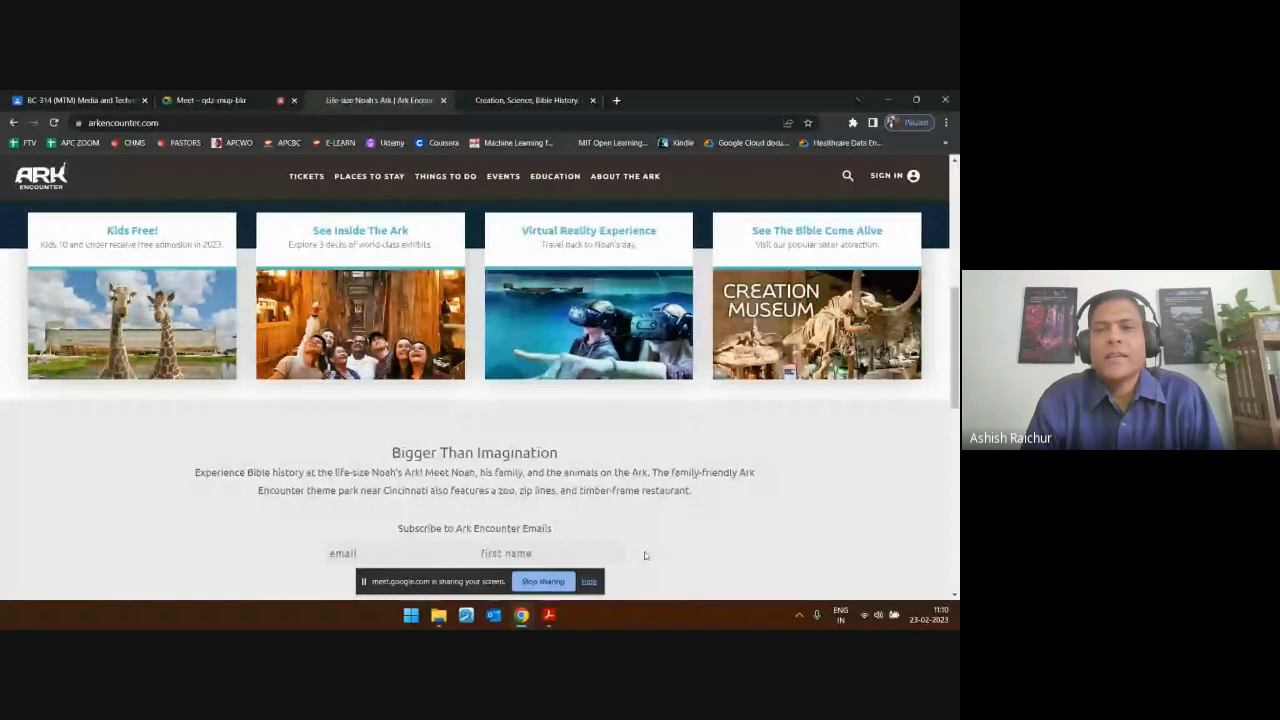 BC-314 (MTM) Media and Techn
Meet – qdz-mup-bkr
Life-size Noah's Ark | Ark Encou
Creation, Science, Bible History
arkencounter.com
Paused
FTV
APC ZOOM
CHMS
PASTORS
APCWO
APCBC
E-LEARN
Udemy
Coursera
Machine Learning f...
MIT Open Learning...
Kindle
Google Cloud docu...
Healthcare Data En...
ARK
ENCOUNTER
TICKETS
PLACES TO STAY
THINGS TO DO
EVENTS
EDUCATION
ABOUT THE ARK
SIGN IN
Kids Free!
Kids 10 and under receive free admission in 2023.
See Inside The Ark
Explore 3 decks of world-class exhibits.
Virtual Reality Experience
Travel back to Noah's day.
See The Bible Come Alive
Visit our popular sister attraction.
CREATION
MUSEUM
Bigger Than Imagination
Experience Bible history at the life-size Noah's Ark! Meet Noah, his family, and the animals on the Ark. The family-friendly Ark
Encounter theme park near Cincinnati also features a zoo, zip lines, and timber-frame restaurant.
Subscribe to Ark Encounter Emails
email
first name
meet.google.com is sharing your screen.
Stop sharing
Hide
ENG
IN
11:10
23-02-2023
Ashish Raichur